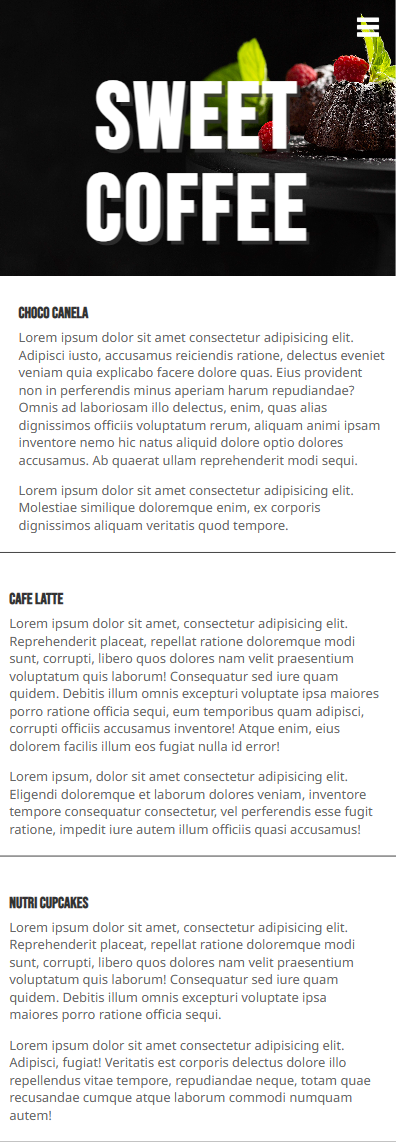 SWEET
COFFEE
CHOCO CANELA
Lorem ipsum dolor sit amet consectetur adipisicing elit.
Adipisci iusto, accusamus reiciendis ratione, delectus eveniet
veniam quia explicabo facere dolore quas. Eius provident
non in perferendis minus aperiam harum repudiandae?
Omnis ad laboriosam illo delectus, enim, quas alias
dignissimos officiis voluptatum rerum, aliquam animi ipsam
inventore nemo hic natus aliquid dolore optio dolores
accusamus. Ab quaerat ullam reprehenderit modi sequi.
Lorem ipsum dolor sit amet consectetur adipisicing elit.
Molestiae similique doloremque enim, ex corporis
dignissimos aliquam veritatis quod tempore.
CAFE LATTE
Lorem ipsum dolor sit amet, consectetur adipisicing elit.
Reprehenderit placeat, repellat ratione doloremque modi
sunt, corrupti, libero quos dolores nam velit praesentium
voluptatum quis laborum! Consequatur sed iure quam
quidem. Debitis illum omnis excepturi voluptate ipsa maiores
porro ratione officia sequi, eum temporibus quam adipisci,
corrupti officiis accusamus inventore! Atque enim, eius
dolorem facilis illum eos fugiat nulla id error!
Lorem ipsum, dolor sit amet consectetur adipisicing elit.
Eligendi doloremque et laborum dolores veniam, inventore
tempore consequatur consectetur, vel perferendis esse fugit
ratione, impedit iure autem illum officiis quasi accusamus!
NUTRI CUPCAKES
Lorem ipsum dolor sit amet, consectetur adipisicing elit.
Reprehenderit placeat, repellat ratione doloremque modi
sunt, corrupti, libero quos dolores nam velit praesentium
voluptatum quis laborum! Consequatur sed iure quam
quidem. Debitis illum omnis excepturi voluptate ipsa
maiores porro ratione officia sequi.
Lorem ipsum dolor sit amet consectetur adipisicing elit.
Adipisci, fugiat! Veritatis est corporis delectus dolore illo
repellendus vitae tempore, repudiandae neque, totam quae
recusandae cumque atque laborum commodi numquam
autem!